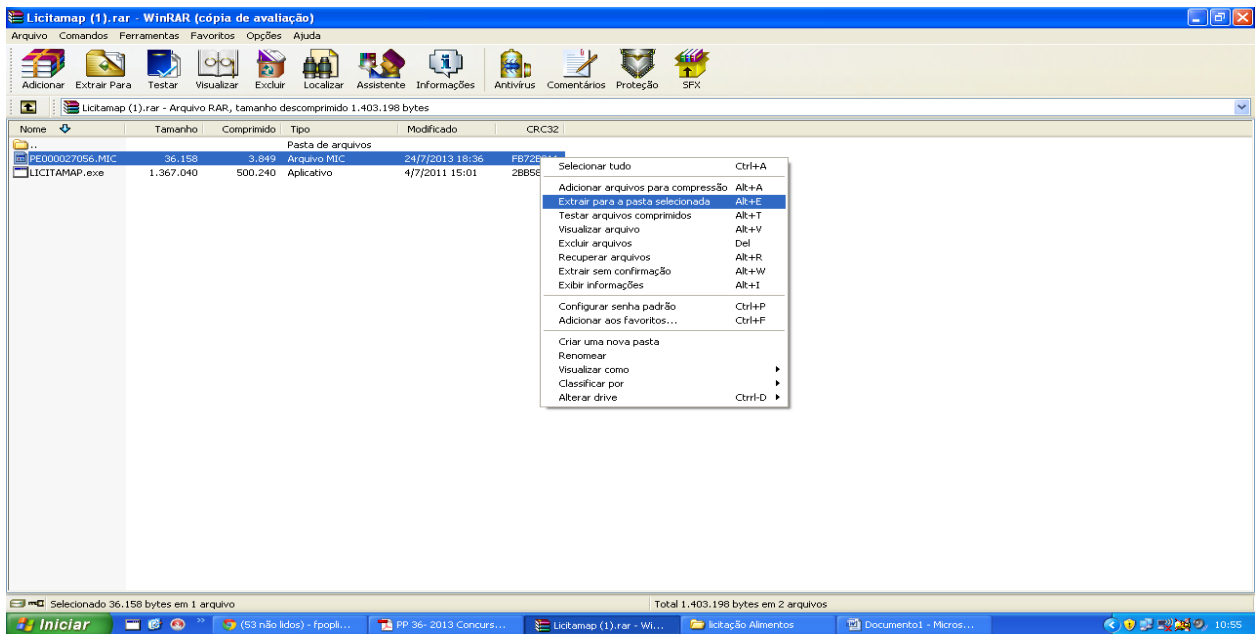 Licitamap (1).rar - WinRAR (cópia de avaliação)
Arquivo Comandos Ferramentas Favoritos Opções Ajuda
Adicionar Extrair Para Testar Visualizar Excluir Localizar Assistente Informações Antivírus Comentários Proteção SFX
Licitamap (1).rar - Arquivo RAR, tamanho descomprimido 1.403.198 bytes
Nome Tamanho Comprimido Tipo Modificado CRC32
.. Pasta de arquivos
PE000027056.MIC 36.158 3.849 Arquivo MIC 24/7/2013 18:36
LICITAMAP.exe 1.367.040 500.240 Aplicativo 4/7/2011 15:01 2BB58
Selecionar tudo Ctrl+A
Adicionar arquivos para compressão Alt+A
Extrair para a pasta selecionada Alt+E
Testar arquivos comprimidos Alt+T
Visualizar arquivo Alt+V
Excluir arquivos Del
Recuperar arquivos Alt+R
Extrair sem confirmação Alt+W
Exibir informações Alt+I
Configurar senha padrão Ctrl+P
Adicionar aos favoritos... Ctrl+F
Criar uma nova pasta
Renomear
Visualizar como
Classificar por
Alterar drive Ctrl-D
Selecionado 36.158 bytes em 1 arquivo Total 1.403.198 bytes em 2 arquivos
Iniciar (53 não lidos) - fpopli... PP 36- 2013 Concurs... Licitamap (1).rar - Wi... licitação Alimentos Documento1 - Micros... 10:55